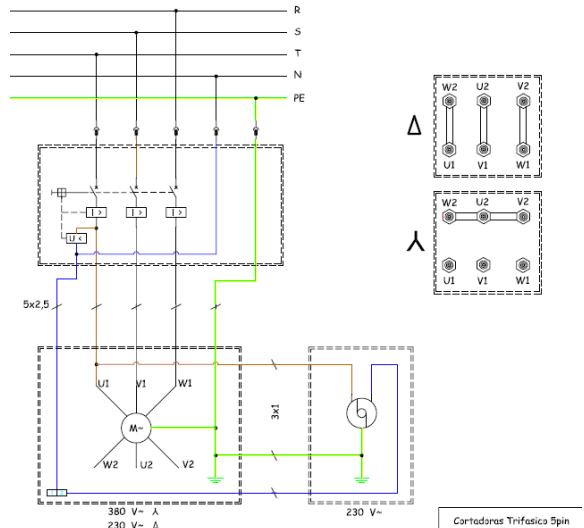 R
S
T
N
PE
I > I > I >
U <
5x2,5
U1 V1 W1
M~
W2 U2 V2
3x1
380 V~ ⅄
230 V~ Δ
230 V~
W2 U2 V2
Δ
U1 V1 W1
W2 U2 V2
⅄
U1 V1 W1
Cortadoras Trifasico 5pin